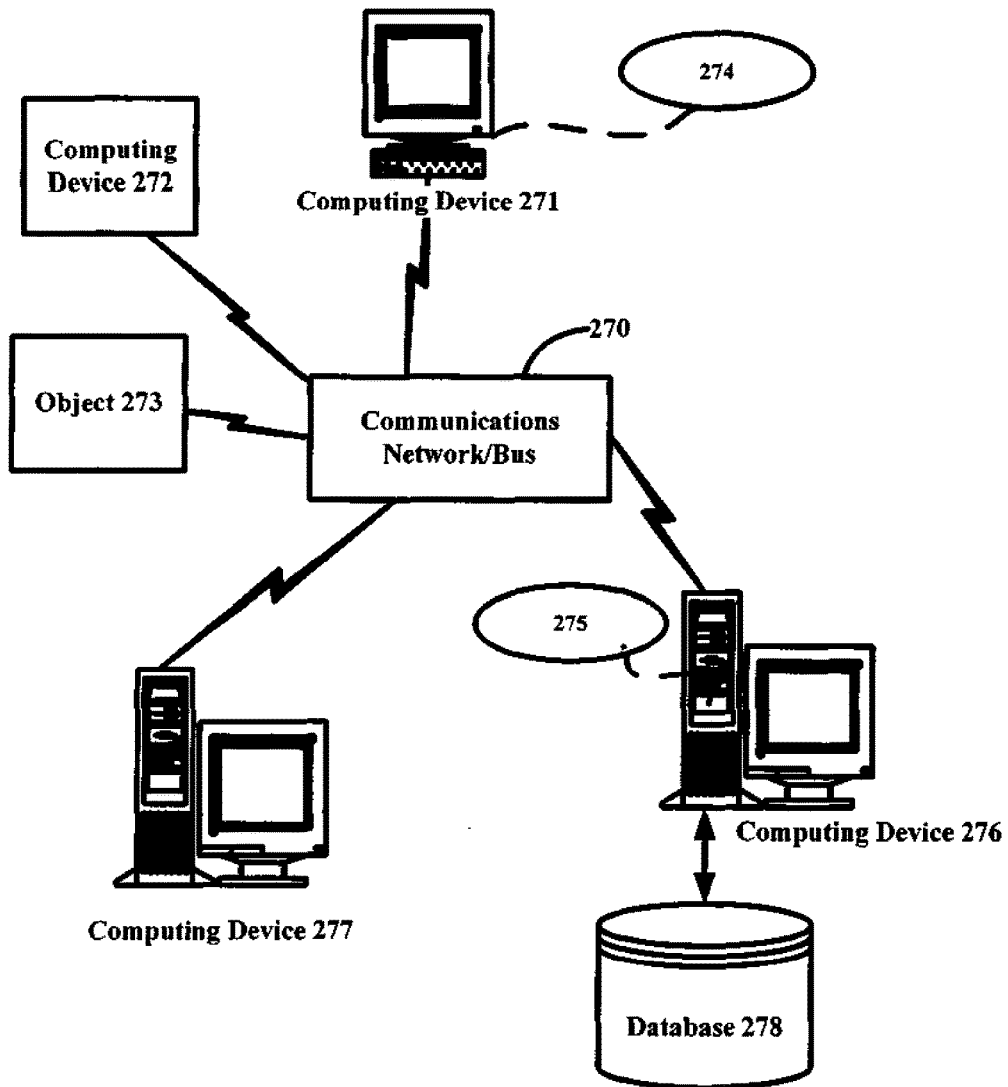 274
Computing
Device 272
Computing Device 271
270
Object 273
Communications
Network/Bus
275
Computing Device 276
Computing Device 277
Database 278